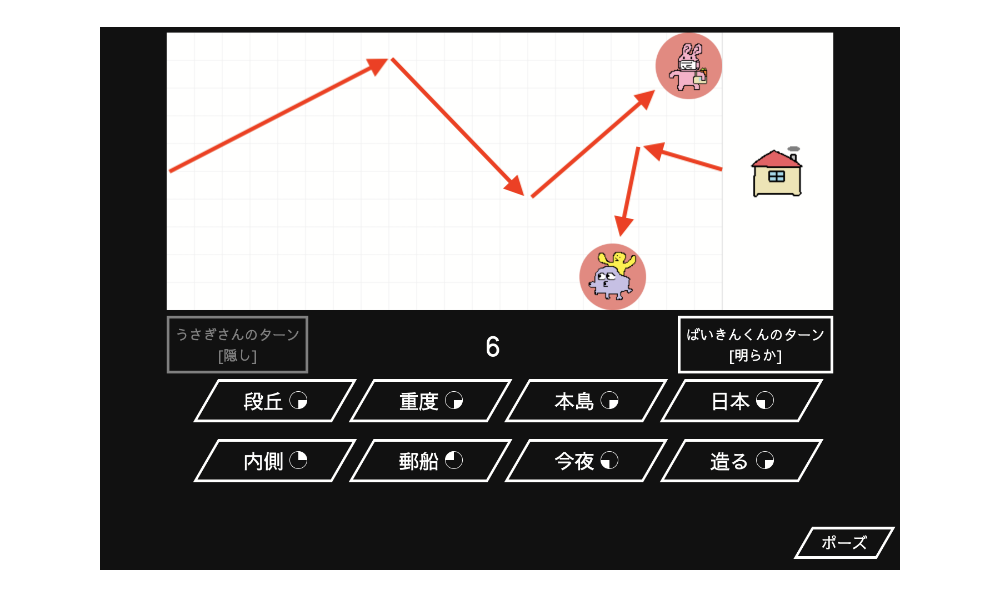 うさぎさんのターン
[隠し]
6
ばいきんくんのターン
[明らか]
段丘
重度
本島
日本
内側
郵船
今夜
造る
ポーズ